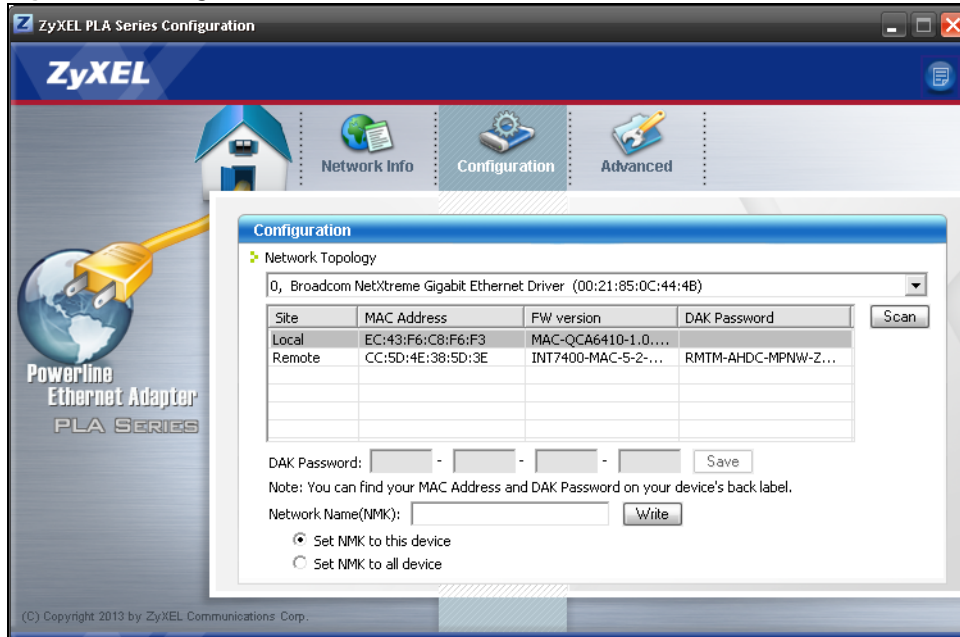 ZyXEL PLA Series Configuration
ZyXEL
Network Info
Configuration
Advanced
Configuration
Network Topology
0, Broadcom NetXtreme Gigabit Ethernet Driver (00:21:85:0C:44:4B)
Site MAC Address FW version DAK Password Scan
Local EC:43:F6:C8:F6:F3 MAC-QCA6410-1.0....
Remote CC:5D:4E:38:5D:3E INT7400-MAC-5-2-... RMTM-AHDC-MPNW-Z...
Powerline
Ethernet Adapter
PLA SERIES
DAK Password: - - - Save
Note: You can find your MAC Address and DAK Password on your device's back label.
Network Name(NMK): Write
Set NMK to this device
Set NMK to all device
(C) Copyright 2013 by ZyXEL Communications Corp.